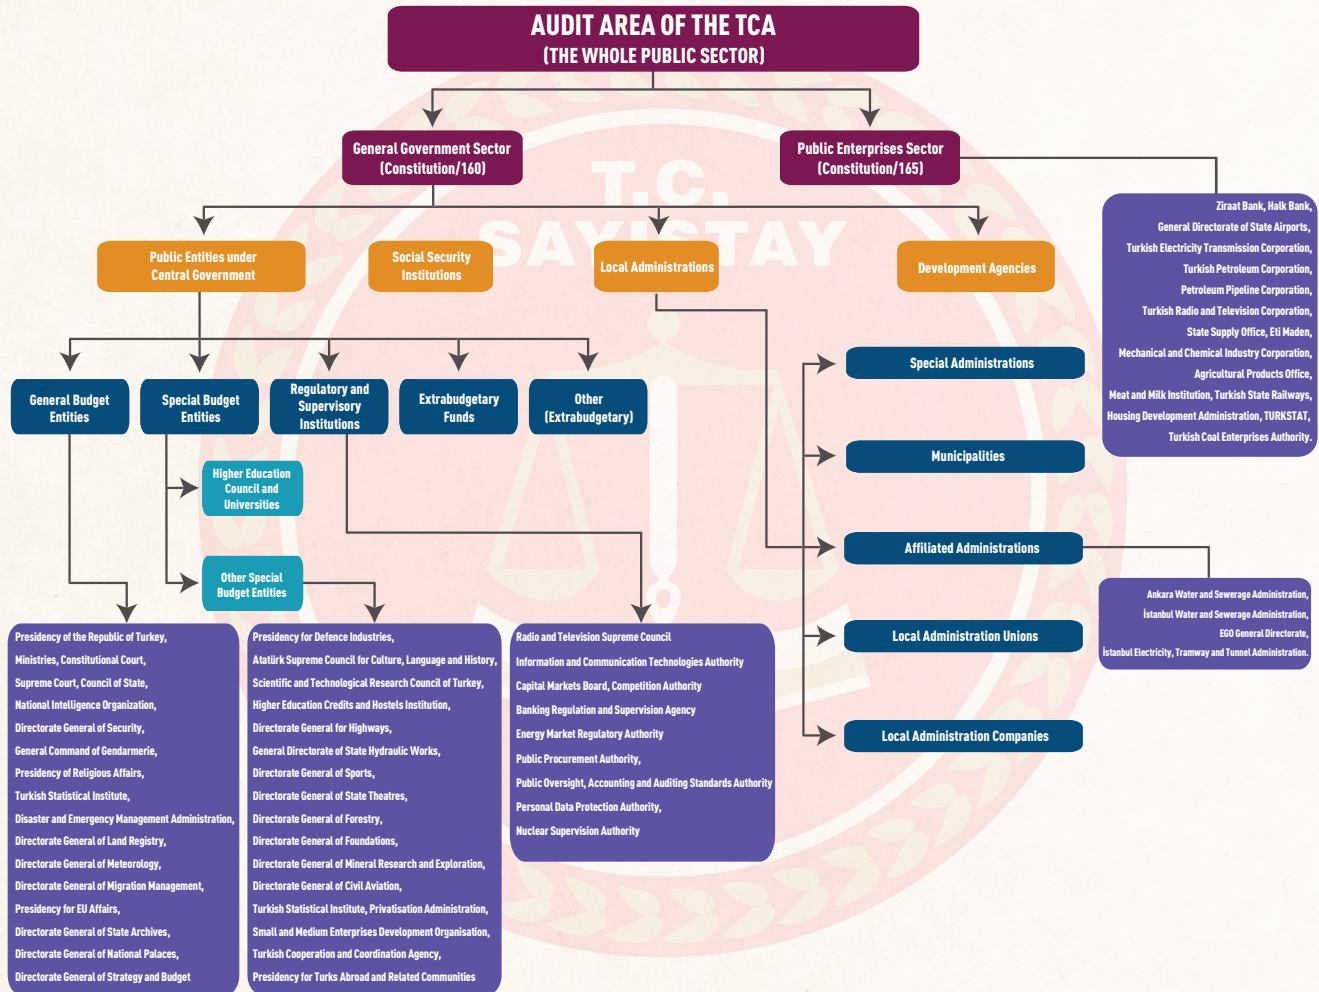 AUDIT AREA OF THE TCA
(THE WHOLE PUBLIC SECTOR)
General Government Sector
(Constitution/160)
Public Enterprises Sector
(Constitution/165)
T.C.
SAYIŞTAY
Ziraat Bank, Halk Bank,
General Directorate of State Airports,
Turkish Electricity Transmission Corporation,
Turkish Petroleum Corporation,
Petroleum Pipeline Corporation,
Turkish Radio and Television Corporation,
State Supply Office, Eti Maden,
Mechanical and Chemical Industry Corporation,
Agricultural Products Office,
Meat and Milk Institution, Turkish State Railways,
Housing Development Administration, TURKSTAT,
Turkish Coal Enterprises Authority.
Public Entities under
Central Government
Social Security
Institutions
Local Administrations
Development Agencies
General Budget
Entities
Special Budget
Entities
Regulatory and
Supervisory
Institutions
Extrabudgetary
Funds
Other
(Extrabudgetary)
Special Administrations
Municipalities
Affiliated Administrations
Local Administration Unions
Local Administration Companies
Higher Education
Council and
Universities
Other Special
Budget Entities
Ankara Water and Sewerage Administration,
İstanbul Water and Sewerage Administration,
EGO General Directorate,
İstanbul Electricity, Tramway and Tunnel Administration.
Presidency of the Republic of Turkey,
Ministries, Constitutional Court,
Supreme Court, Council of State,
National Intelligence Organization,
Directorate General of Security,
General Command of Gendarmerie,
Presidency of Religious Affairs,
Turkish Statistical Institute,
Disaster and Emergency Management Administration,
Directorate General of Land Registry,
Directorate General of Meteorology,
Directorate General of Migration Management,
Presidency for EU Affairs,
Directorate General of State Archives,
Directorate General of National Palaces,
Directorate General of Strategy and Budget
Presidency for Defence Industries,
Atatürk Supreme Council for Culture, Language and History,
Scientific and Technological Research Council of Turkey,
Higher Education Credits and Hostels Institution,
Directorate General for Highways,
General Directorate of State Hydraulic Works,
Directorate General of Sports,
Directorate General of State Theatres,
Directorate General of Forestry,
Directorate General of Foundations,
Directorate General of Mineral Research and Exploration,
Directorate General of Civil Aviation,
Turkish Statistical Institute, Privatisation Administration,
Small and Medium Enterprises Development Organisation,
Turkish Cooperation and Coordination Agency,
Presidency for Turks Abroad and Related Communities
Radio and Television Supreme Council
Information and Communication Technologies Authority
Capital Markets Board, Competition Authority
Banking Regulation and Supervision Agency
Energy Market Regulatory Authority
Public Procurement Authority,
Public Oversight, Accounting and Auditing Standards Authority
Personal Data Protection Authority,
Nuclear Supervision Authority